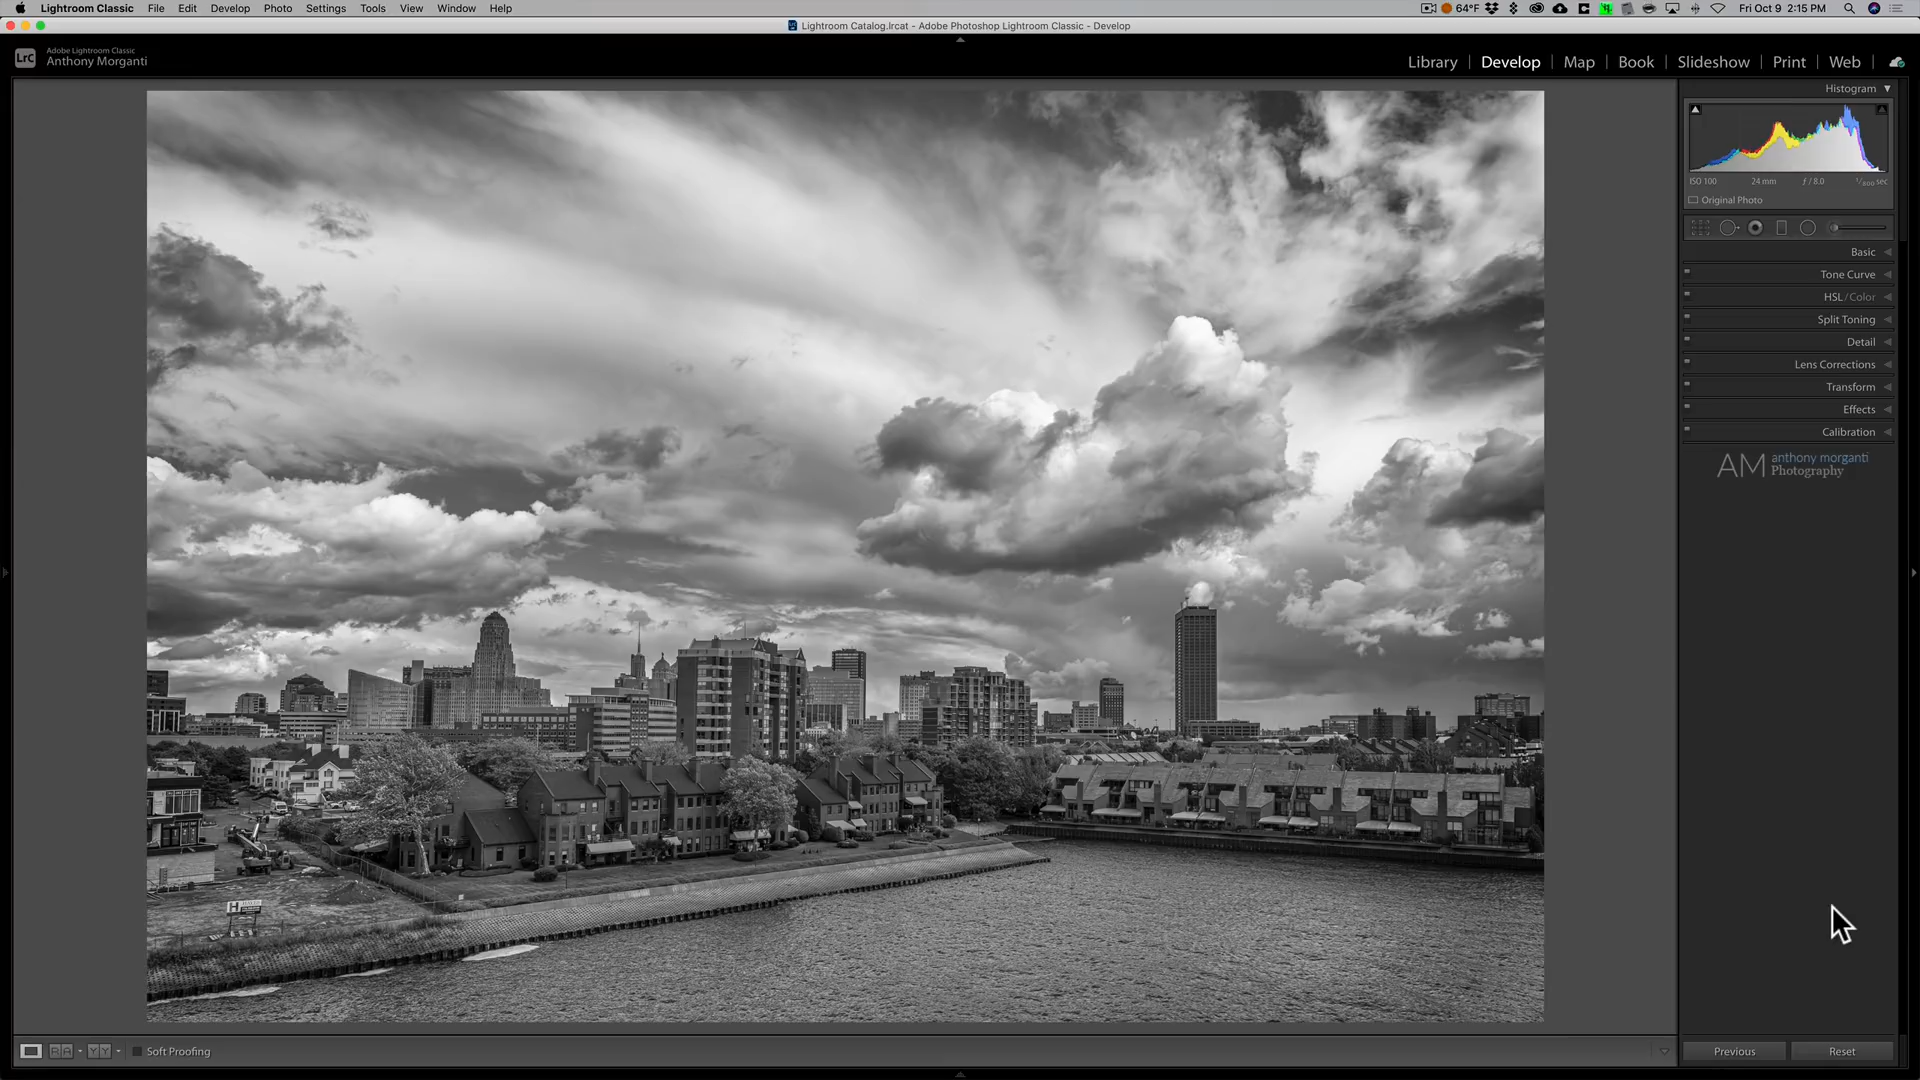 Lightroom Classic File Edit Develop Photo Settings Tools View Window Help 64°F Fri Oct 9 2:15 PM
Lightroom Catalog.lrcat - Adobe Photoshop Lightroom Classic - Develop
LrC
Adobe Lightroom Classic
Anthony Morganti
Library | Develop | Map | Book | Slideshow | Print | Web
Histogram
ISO 100 24 mm ƒ / 8.0 1/800 sec
Original Photo
Basic
Tone Curve
HSL / Color
Split Toning
Detail
Lens Corrections
Transform
Effects
Calibration
AM anthony morganti
Photography
R A Y Y Soft Proofing
Previous Reset